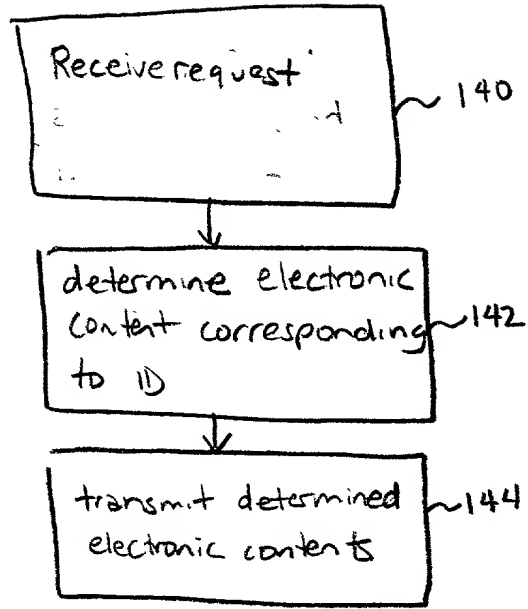 Receive request
140
determine electronic
content corresponding
to ID
142
transmit determined
electronic contents
144